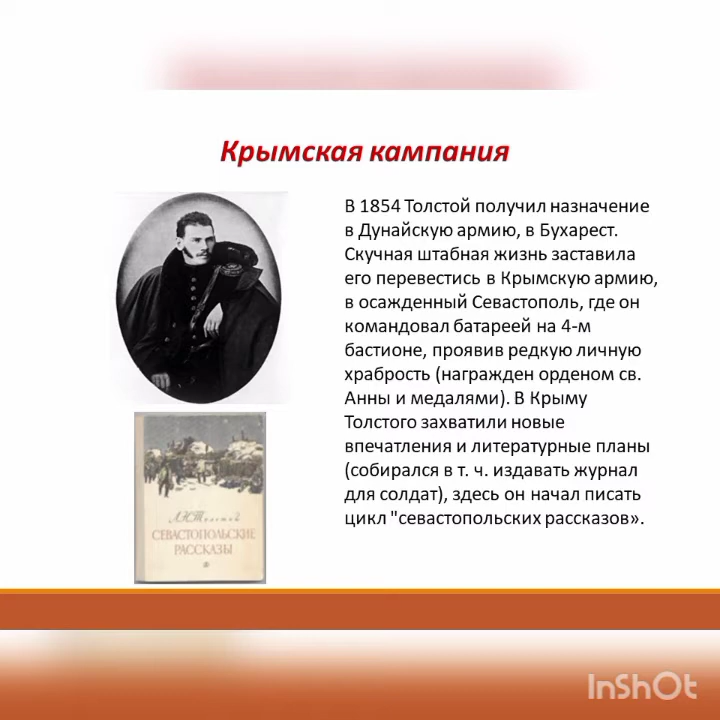 Крымская кампания
В 1854 Толстой получил назначение
в Дунайскую армию, в Бухарест.
Скучная штабная жизнь заставила
его перевестись в Крымскую армию,
в осажденный Севастополь, где он
командовал батареей на 4-м
бастионе, проявив редкую личную
храбрость (награжден орденом св.
Анны и медалями). В Крыму
Толстого захватили новые
впечатления и литературные планы
(собирался в т. ч. издавать журнал
для солдат), здесь он начал писать
цикл "севастопольских рассказов».
Л.Н.Толстой
СЕВАСТОПОЛЬСКИЕ
РАССКАЗЫ
InShOt